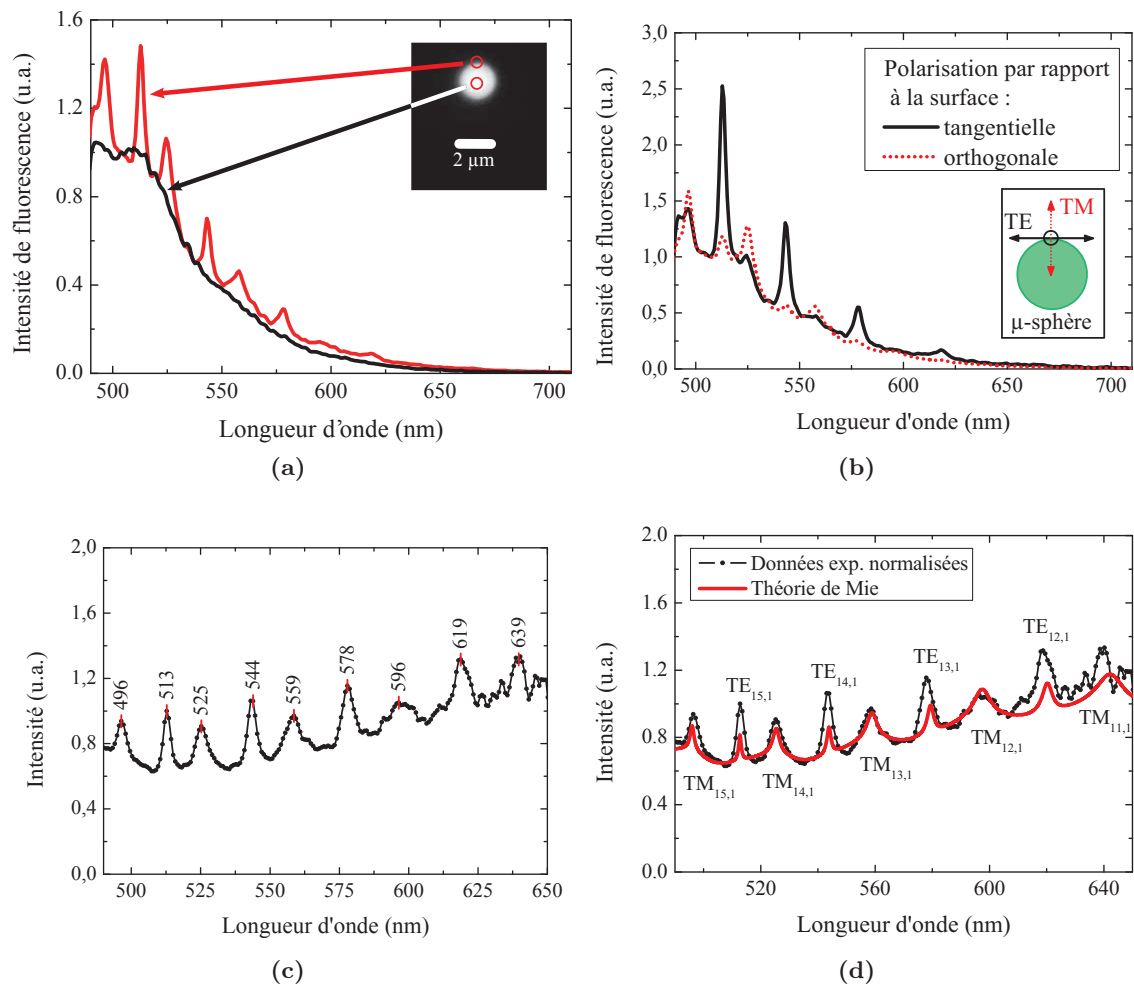 1.6
1.2
0.8
0.4
0.0
500
550
600
650
700
Intensité de fluorescence (u.a.)
Longueur d'onde (nm)
2 µm
(a)
3,0
2,5
2,0
1,5
1,0
0,5
0,0
500
550
600
650
700
Intensité de fluorescence (u.a.)
Longueur d'onde (nm)
Polarisation par rapport
à la surface :
tangentielle
orthogonale
TE
TM
µ-sphère
(b)
2,0
1,6
1,2
0,8
0,4
0,0
500
525
550
575
600
625
650
Intensité (u.a.)
Longueur d'onde (nm)
496
513
525
544
559
578
596
619
639
(c)
2.0
1.6
1.2
0.8
0.4
0.0
520
560
600
640
Intensité (u.a.)
Longueur d'onde (nm)
Données exp. normalisées
Théorie de Mie
TE12,1
TE13,1
TE14,1
TE15,1
TM15,1
TM14,1
TM13,1
TM12,1
TM11,1
(d)